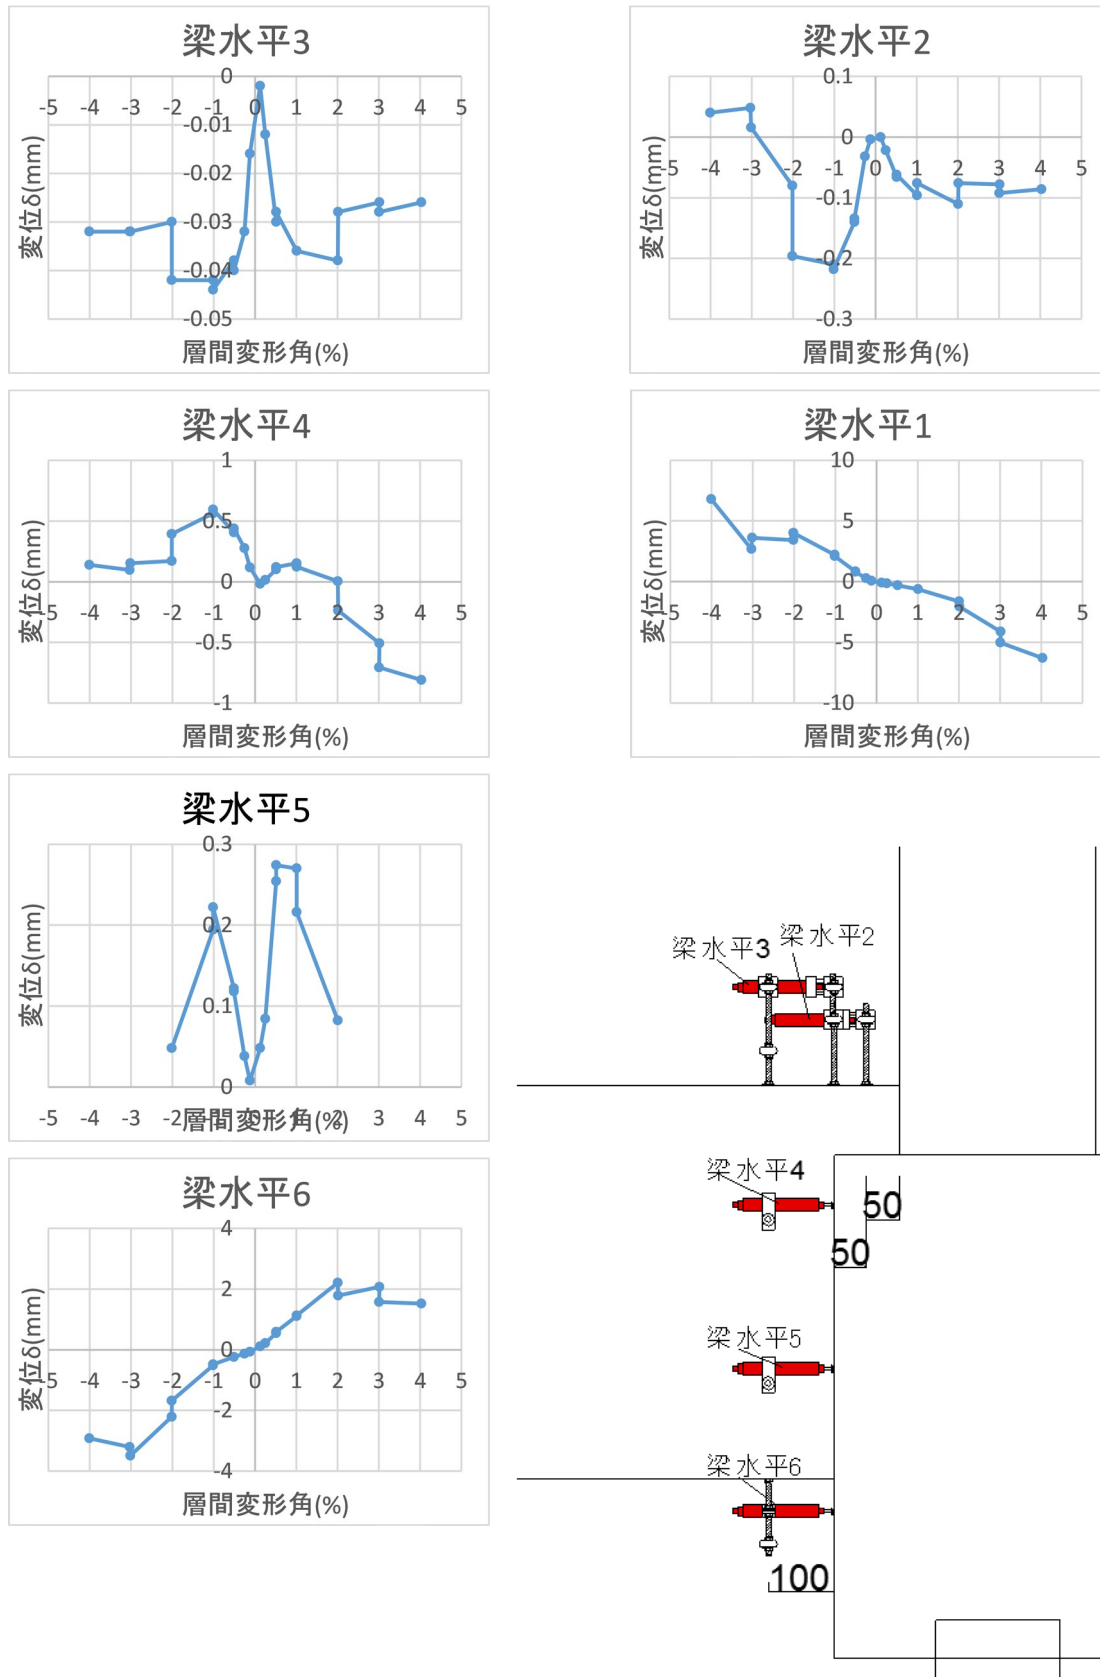 梁水平3
0
-5 -4 -3 -2 -1 0 1 2 3 4 5
-0.01
-0.02
-0.03
-0.04
-0.05
変位δ(mm)
層間変形角(%)
梁水平2
0.1
0
-5 -4 -3 -2 -1 0 1 2 3 4 5
-0.1
-0.2
-0.3
変位δ(mm)
層間変形角(%)
梁水平4
1
0.5
0
-5 -4 -3 -2 -1 0 1 2 3 4 5
-0.5
-1
変位δ(mm)
層間変形角(%)
梁水平1
10
5
0
-5 -4 -3 -2 -1 0 1 2 3 4 5
-5
-10
変位δ(mm)
層間変形角(%)
梁水平5
0.3
0.2
0.1
0
-5 -4 -3 -2 -1 0 1 2 3 4 5
変位δ(mm)
層間変形角(%)
梁水平6
4
2
0
-5 -4 -3 -2 -1 0 1 2 3 4 5
-2
-4
変位δ(mm)
層間変形角(%)
梁水平3
梁水平2
梁水平4
50
50
梁水平5
梁水平6
100